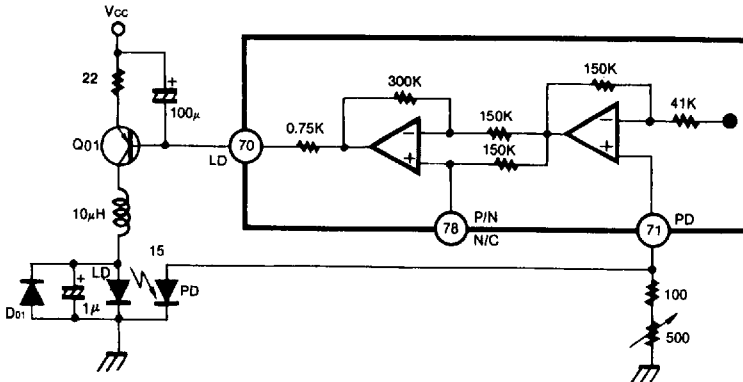 Vcc
22
+
100μ
Q01
LD
70
0.75K
300K
150K
150K
150K
41K
−
+
−
+
78
P/N
N/C
71
PD
10μH
15
LD
PD
D01
+
1μ
100
500